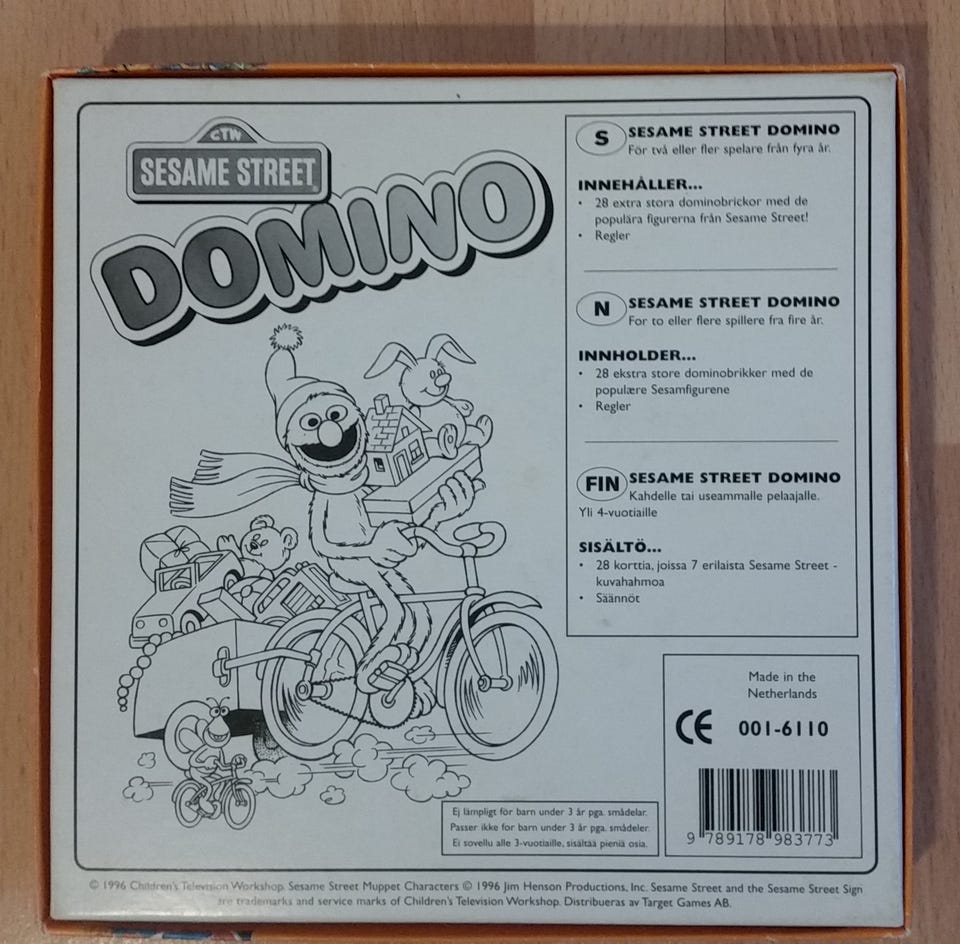 CTW
SESAME STREET
DOMINO
S SESAME STREET DOMINO
För två eller fler spelare från fyra år.
INNEHÅLLER...
• 28 extra stora dominobrickor med de
populära figurerna från Sesame Street!
• Regler
N SESAME STREET DOMINO
For to eller flere spillere fra fire år.
INNHOLDER...
• 28 ekstra store dominobrikker med de
populære Sesamfigurene
• Regler
FIN SESAME STREET DOMINO
Kahdelle tai useammalle pelaajalle.
Yli 4-vuotiaille
SISÄLTÖ...
• 28 korttia, joissa 7 erilaista Sesame Street -
kuvahahmoa
• Säännöt
Made in the
Netherlands
CE 001-6110
9 789178 983773
Ej lämpligt för barn under 3 år pga. smådelar.
Passer ikke for barn under 3 år pga. smådeler.
Ei sovellu alle 3-vuotiaille, sisältää pieniä osia.
© 1996 Children's Television Workshop. Sesame Street Muppet Characters © 1996 Jim Henson Productions, Inc. Sesame Street and the Sesame Street Sign
are trademarks and service marks of Children's Television Workshop. Distribueras av Target Games AB.